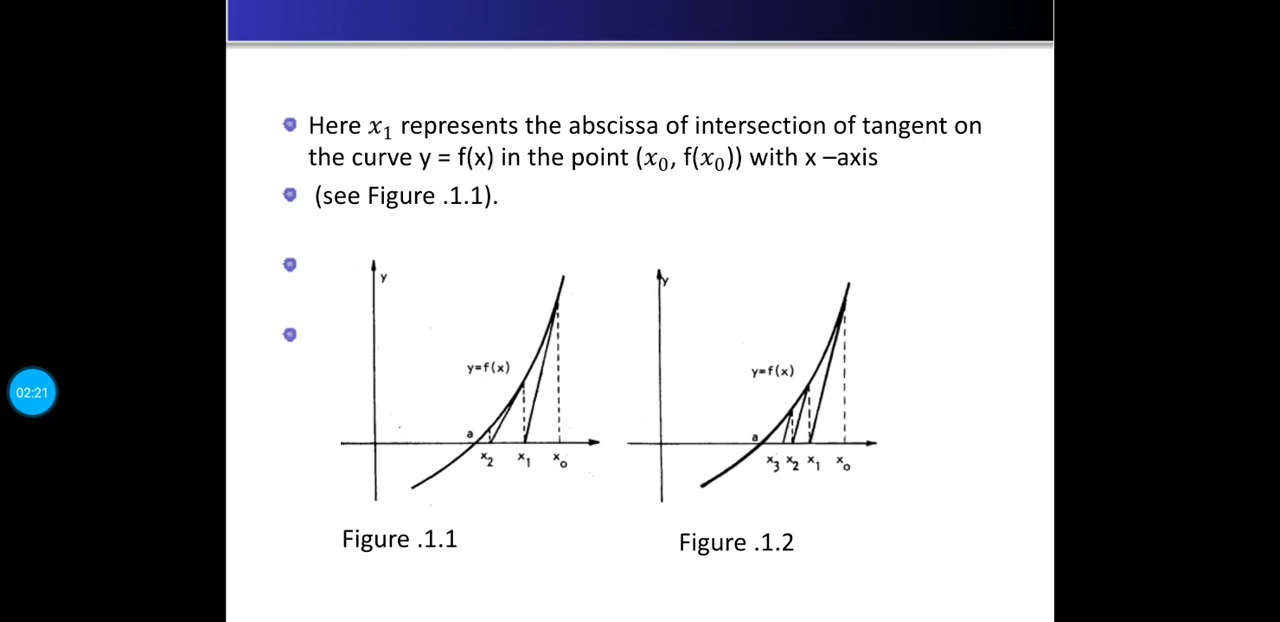 Here x₁ represents the abscissa of intersection of tangent on
the curve y = f(x) in the point (x₀, f(x₀)) with x –axis
(see Figure .1.1).
y
y=f(x)
a
x₂ x₁ x₀
Figure .1.1
y
y=f(x)
a
x₃ x₂ x₁ x₀
Figure .1.2
02:21